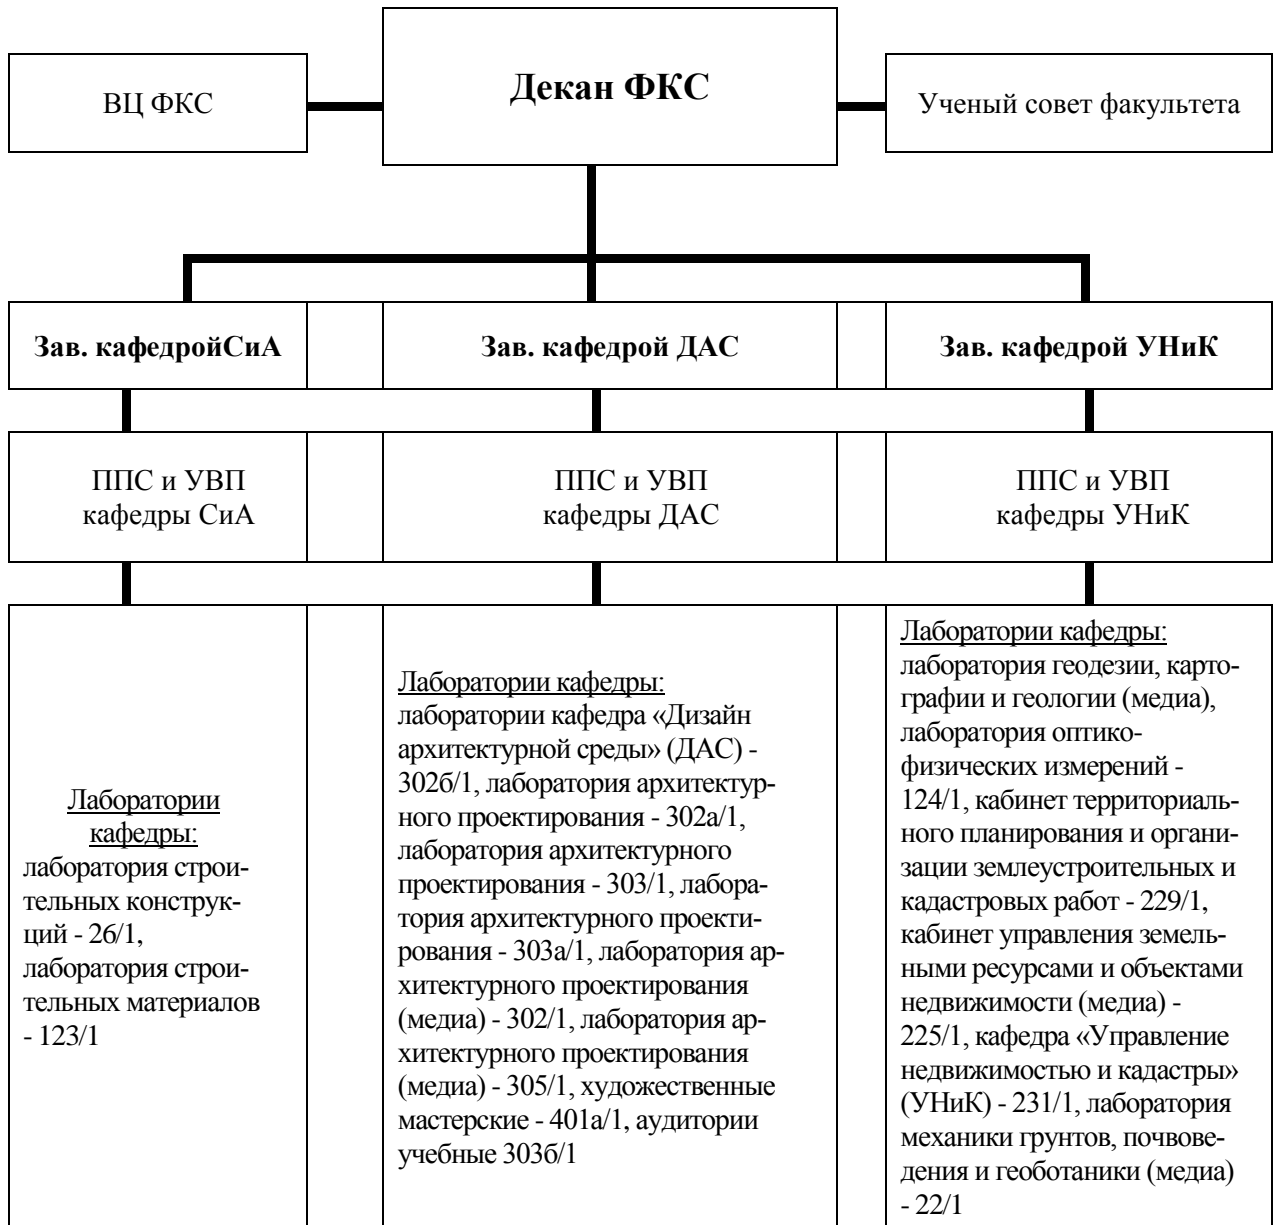 ВЦ ФКС
Декан ФКС
Ученый совет факультета
Зав. кафедройСиА
Зав. кафедрой ДАС
Зав. кафедрой УНиК
ППС и УВП
кафедры СиА
ППС и УВП
кафедры ДАС
ППС и УВП
кафедры УНиК
Лаборатории
кафедры:
лаборатория строи-
тельных конструк-
ций - 26/1,
лаборатория строи-
тельных материалов
- 123/1
Лаборатории кафедры:
лаборатории кафедра «Дизайн
архитектурной среды» (ДАС) -
302б/1, лаборатория архитектур-
ного проектирования - 302а/1,
лаборатория архитектурного
проектирования - 303/1, лабора-
тория архитектурного проекти-
рования - 303а/1, лаборатория ар-
хитектурного проектирования
(медиа) - 302/1, лаборатория ар-
хитектурного проектирования
(медиа) - 305/1, художественные
мастерские - 401а/1, аудитории
учебные 303б/1
Лаборатории кафедры:
лаборатория геодезии, карто-
графии и геологии (медиа),
лаборатория оптико-
физических измерений -
124/1, кабинет территориаль-
ного планирования и органи-
зации землеустроительных и
кадастровых работ - 229/1,
кабинет управления земель-
ными ресурсами и объектами
недвижимости (медиа) -
225/1, кафедра «Управление
недвижимостью и кадастры»
(УНиК) - 231/1, лаборатория
механики грунтов, почвове-
дения и геоботаники (медиа)
- 22/1